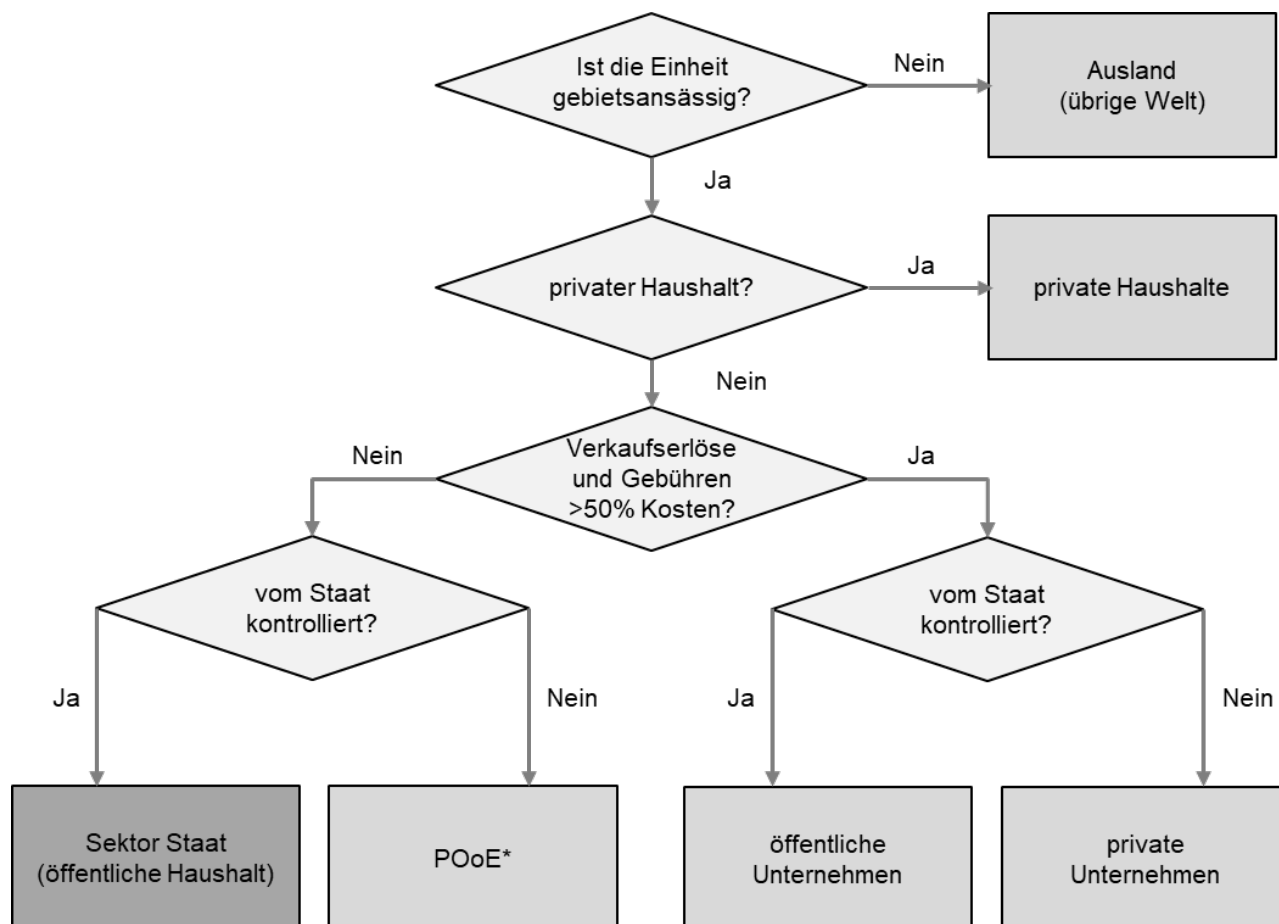 Ist die Einheit
gebietsansässig?
Nein
Ausland
(übrige Welt)
Ja
privater Haushalt?
Ja
private Haushalte
Nein
Verkaufserlöse
und Gebühren
>50% Kosten?
Nein
Ja
vom Staat
kontrolliert?
vom Staat
kontrolliert?
Ja
Nein
Ja
Nein
Sektor Staat
(öffentliche Haushalt)
POoE*
öffentliche
Unternehmen
private
Unternehmen